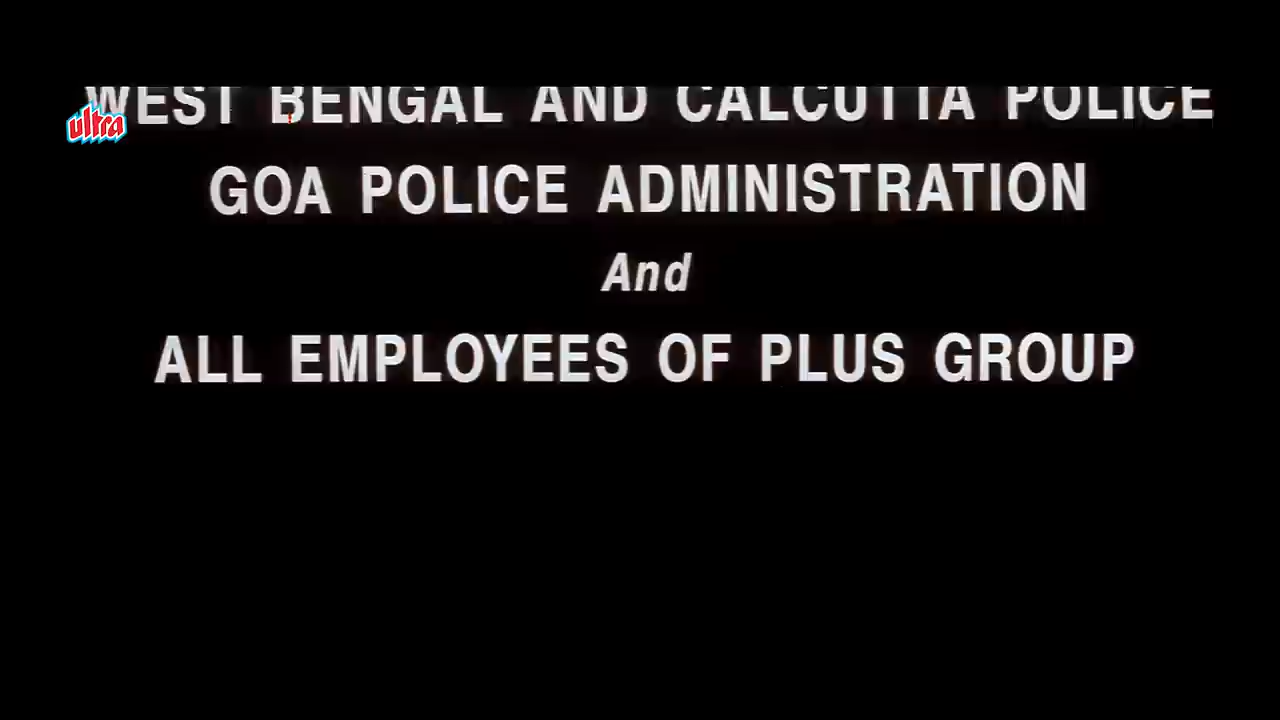 WEST BENGAL AND CALCUTTA POLICE
ultra
GOA POLICE ADMINISTRATION
And
ALL EMPLOYEES OF PLUS GROUP